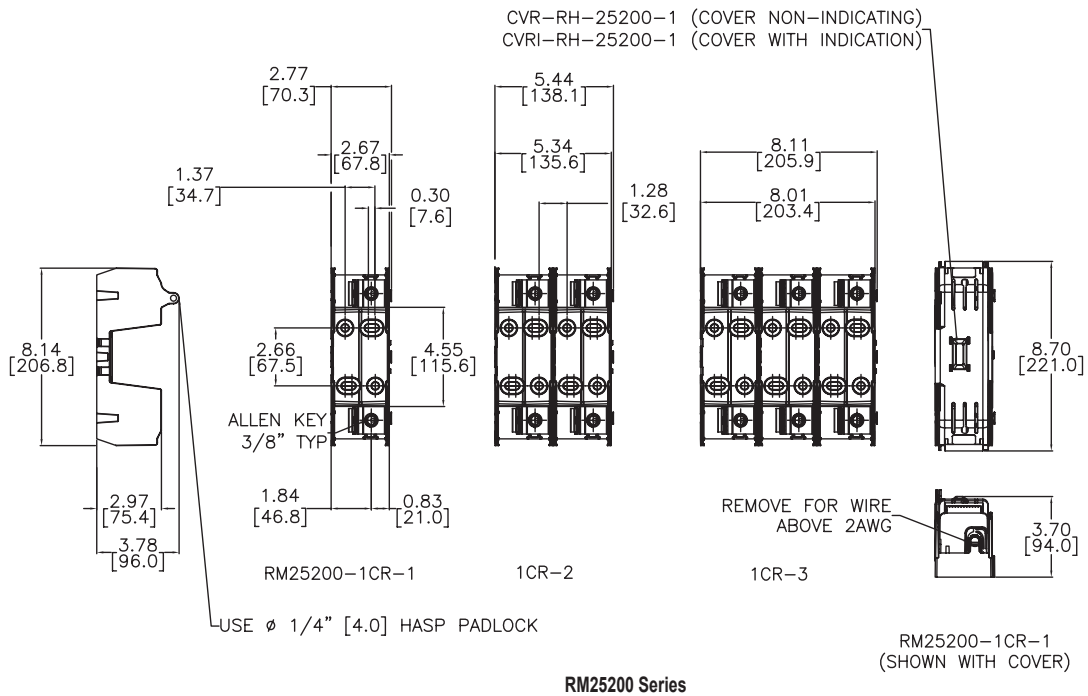 CVR-RH-25200-1 (COVER NON-INDICATING)
CVRI-RH-25200-1 (COVER WITH INDICATION)
2.77
[70.3]
5.44
[138.1]
2.67
[67.8]
5.34
[135.6]
8.11
[205.9]
1.37
[34.7]
0.30
[7.6]
1.28
[32.6]
8.01
[203.4]
8.14
[206.8]
2.66
[67.5]
4.55
[115.6]
8.70
[221.0]
ALLEN KEY
3/8" TYP
2.97
[75.4]
1.84
[46.8]
0.83
[21.0]
REMOVE FOR WIRE
ABOVE 2AWG
3.70
[94.0]
3.78
[96.0]
RM25200-1CR-1
1CR-2
1CR-3
USE ø 1/4" [4.0] HASP PADLOCK
RM25200-1CR-1
(SHOWN WITH COVER)
RM25200 Series